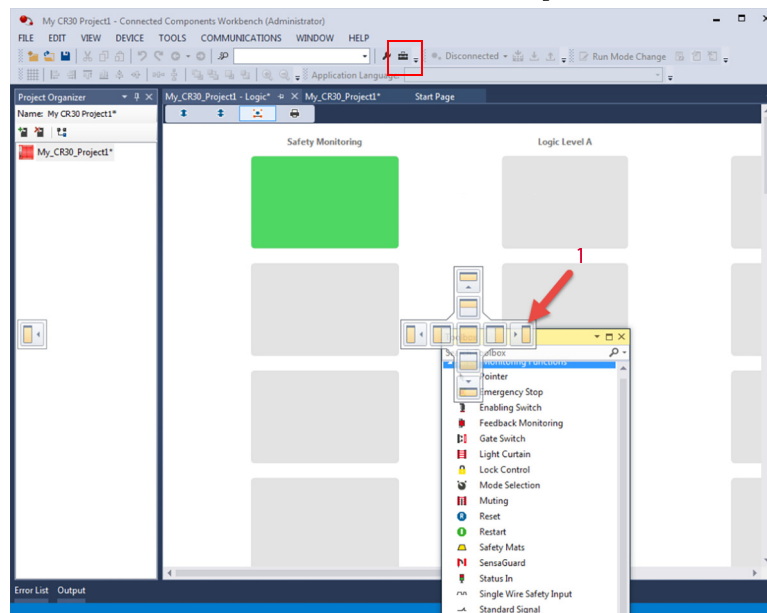 My CR30 Project1 - Connected Components Workbench (Administrator)
FILE EDIT VIEW DEVICE TOOLS COMMUNICATIONS WINDOW HELP
Disconnected Run Mode Change
Application Language:
Project Organizer
My_CR30_Project1 - Logic* My_CR30_Project1* Start Page
Name: My CR30 Project1*
My_CR30_Project1*
Safety Monitoring Logic Level A
1
Monitoring Functions
Pointer
Emergency Stop
Enabling Switch
Feedback Monitoring
Gate Switch
Light Curtain
Lock Control
Mode Selection
Muting
Reset
Restart
Safety Mats
SensaGuard
Status In
Single Wire Safety Input
Standard Signal
Error List Output